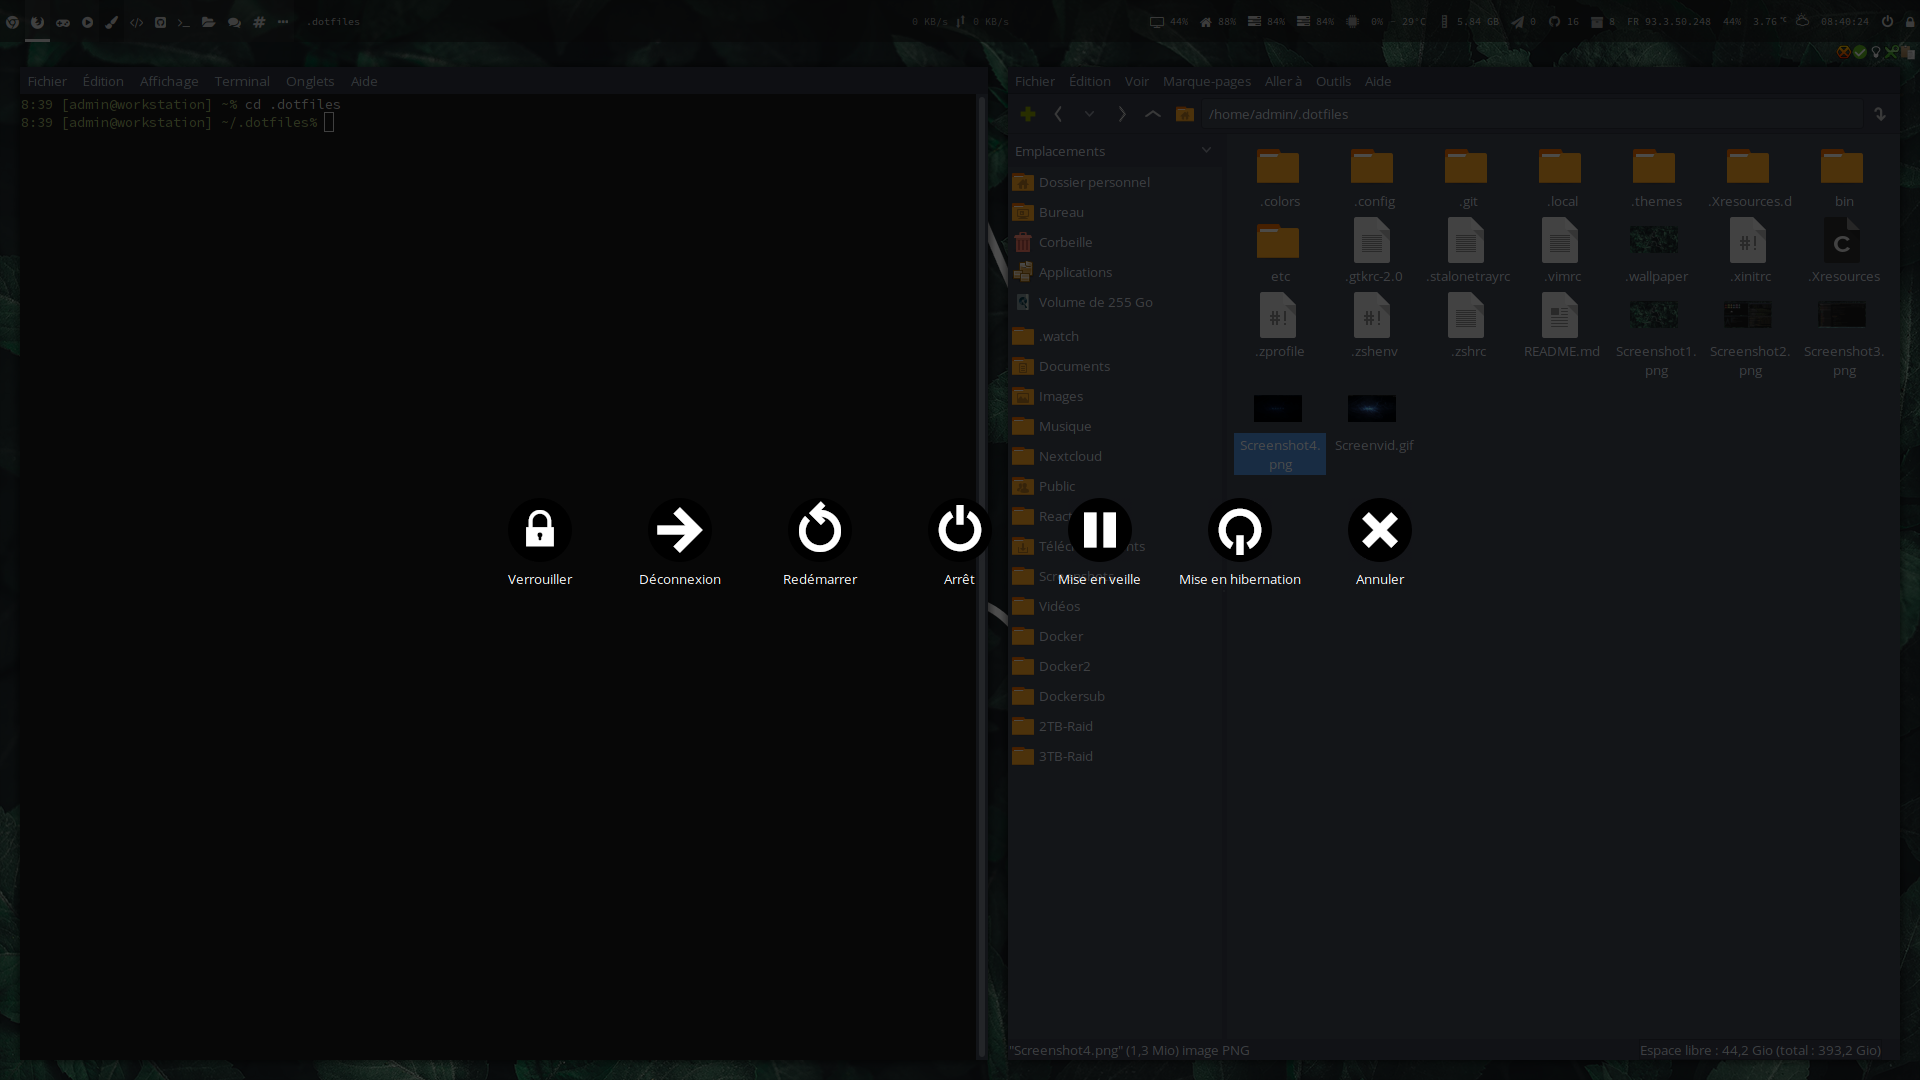 .dotfiles
0 KB/s
0 KB/s
44%
88%
84%
84%
0% ~ 29°C
5.84 GB
0
16
8
FR 93.3.50.248
44%
3.76
08:40:24
Fichier Édition Affichage Terminal Onglets Aide
8:39 [admin@workstation] ~% cd .dotfiles
8:39 [admin@workstation] ~/.dotfiles%
Fichier Édition Voir Marque-pages Aller à Outils Aide
/home/admin/.dotfiles
Emplacements
Dossier personnel
Bureau
Corbeille
Applications
Volume de 255 Go
.watch
Documents
Images
Musique
Nextcloud
Public
Vidéos
Docker
Docker2
Dockersub
2TB-Raid
3TB-Raid
.colors .config .git .local .themes .Xresources.d bin
etc .gtkrc-2.0 .stalonetrayrc .vimrc .wallpaper .xinitrc .Xresources
.zprofile .zshenv .zshrc README.md Screenshot1. Screenshot2. Screenshot3.
png png png
Screenshot4. Screenvid.gif
png
Verrouiller Déconnexion Redémarrer Arrêt Mise en veille Mise en hibernation Annuler
"Screenshot4.png" (1,3 Mio) image PNG
Espace libre : 44,2 Gio (total : 393,2 Gio)